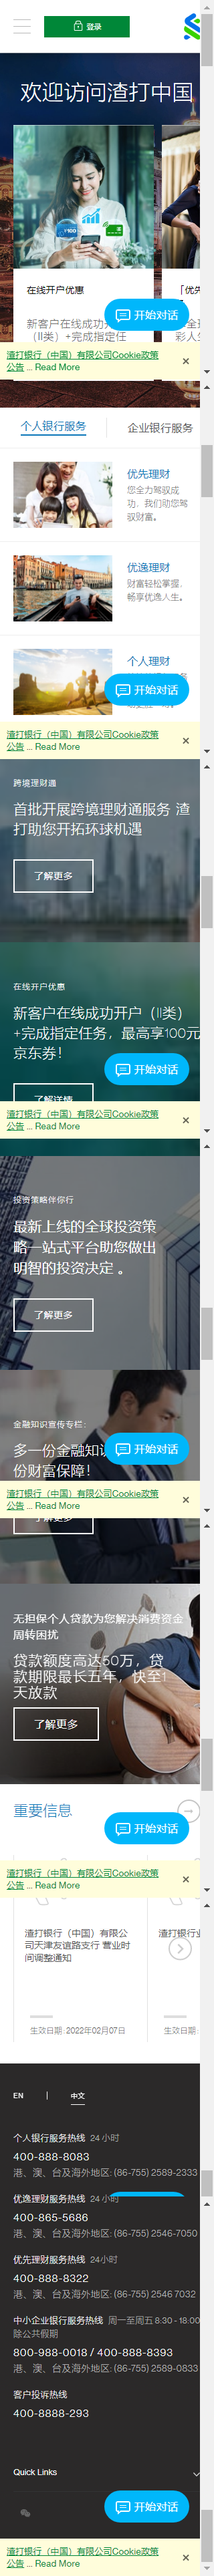 登录
欢迎访问渣打中国
¥100
在线开户优惠
「优先
新客户在线成功开户
（II类）+完成指定任
开始对话
渣打银行（中国）有限公司Cookie政策
公告 ... Read More
个人银行服务
企业银行服务
优先理财
您全力驾驭成
功，我们助您驾
驭财富。
优逸理财
财富轻松掌握，
畅享优逸人生。
个人理财
开始对话
渣打银行（中国）有限公司Cookie政策
公告 ... Read More
跨境理财通
首批开展跨境理财通服务 渣
打助您开拓环球机遇
了解更多
在线开户优惠
新客户在线成功开户（II类）
+完成指定任务，最高享100元
京东券！
开始对话
了解详情
渣打银行（中国）有限公司Cookie政策
公告 ... Read More
投资策略伴你行
最新上线的全球投资策
略一站式平台助您做出
明智的投资决定 。
了解更多
金融知识宣传专栏：
多一份金融知识
份财富保障！
开始对话
渣打银行（中国）有限公司Cookie政策
公告 ... Read More
了解更多
无担保个人贷款为您解决消费资金
周转困扰
贷款额度高达50万，贷
款期限最长五年，快至1
天放款
了解更多
重要信息
开始对话
渣打银行（中国）有限公司Cookie政策
公告 ... Read More
渣打银行（中国）有限公
司天津友谊路支行 营业时
间调整通知
渣打银行
生效日期: 2022年02月07日
生效日期:
EN
中文
个人银行服务热线 24 小时
400-888-8083
港、澳、台及海外地区: (86-755) 2589-2333
优逸理财服务热线 24 小时
400-865-5686
港、澳、台及海外地区: (86-755) 2546-7050
优先理财服务热线 24小时
400-888-8322
港、澳、台及海外地区: (86-755) 2546 7032
中小企业银行服务热线 周一至周五 8:30 - 18:00
除公共假期
800-988-0018 / 400-888-8393
港、澳、台及海外地区: (86-755) 2589-0833
客户投诉热线
400-8888-293
Quick Links
开始对话
渣打银行（中国）有限公司Cookie政策
公告 ... Read More